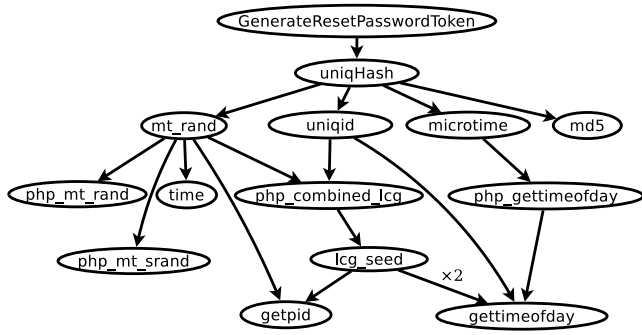 GenerateResetPasswordToken
uniqHash
mt_rand
uniqid
microtime
md5
php_mt_rand
time
php_combined_lcg
php_gettimeofday
php_mt_srand
lcg_seed
×2
getpid
gettimeofday